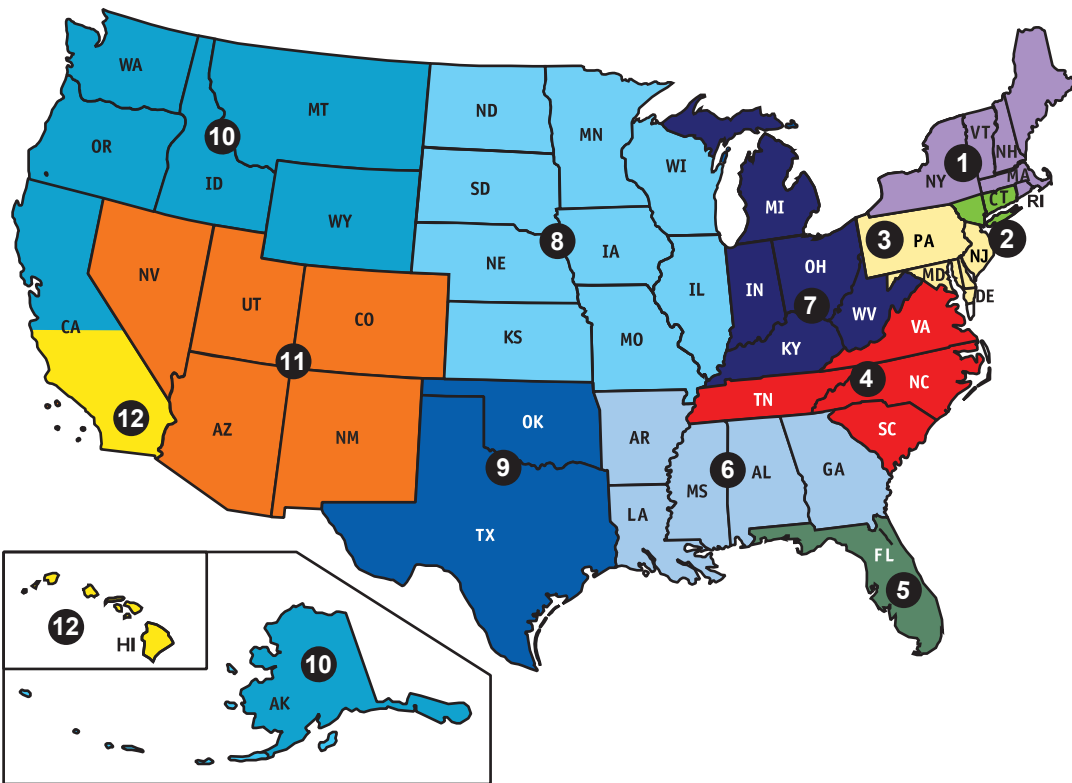 WA
MT
ND
MN
VT
OR
10
ID
SD
WI
NH
1
NY
MA
CT
RI
WY
MI
8
3
PA
2
NV
NE
IA
OH
NJ
MD
DE
UT
IL
IN
CA
CO
KS
MO
7
WV
VA
KY
11
4
NC
TN
12
AZ
NM
OK
AR
SC
9
6
AL
GA
MS
TX
LA
FL
5
12
HI
10
AK